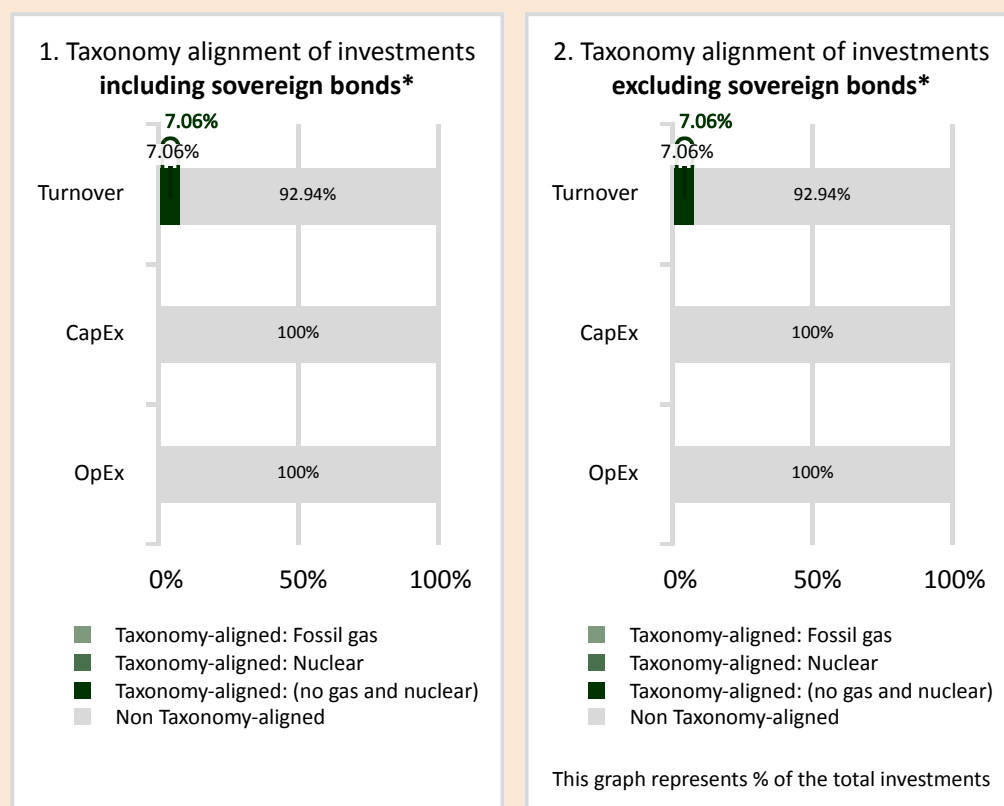 1. Taxonomy alignment of investments
including sovereign bonds*
7.06%
7.06%
Turnover
92.94%
CapEx
100%
OpEx
100%
0% 50% 100%
Taxonomy-aligned: Fossil gas
Taxonomy-aligned: Nuclear
Taxonomy-aligned: (no gas and nuclear)
Non Taxonomy-aligned
2. Taxonomy alignment of investments
excluding sovereign bonds*
7.06%
7.06%
Turnover
92.94%
CapEx
100%
OpEx
100%
0% 50% 100%
Taxonomy-aligned: Fossil gas
Taxonomy-aligned: Nuclear
Taxonomy-aligned: (no gas and nuclear)
Non Taxonomy-aligned
This graph represents % of the total investments